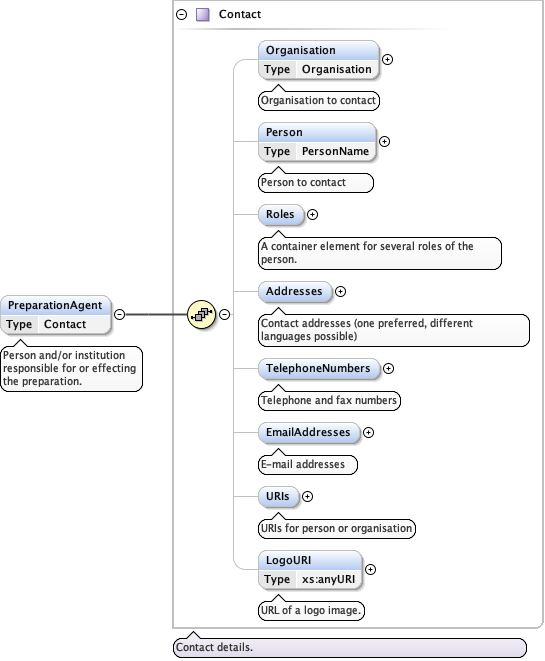 Contact
Organisation
Type Organisation
Organisation to contact
Person
Type PersonName
Person to contact
Roles
A container element for several roles of the
person.
Addresses
Contact addresses (one preferred, different
languages possible)
PreparationAgent
Type Contact
Person and/or institution
responsible for or effecting
the preparation.
TelephoneNumbers
Telephone and fax numbers
EmailAddresses
E-mail addresses
URIs
URIs for person or organisation
LogoURI
Type xs:anyURI
URL of a logo image.
Contact details.